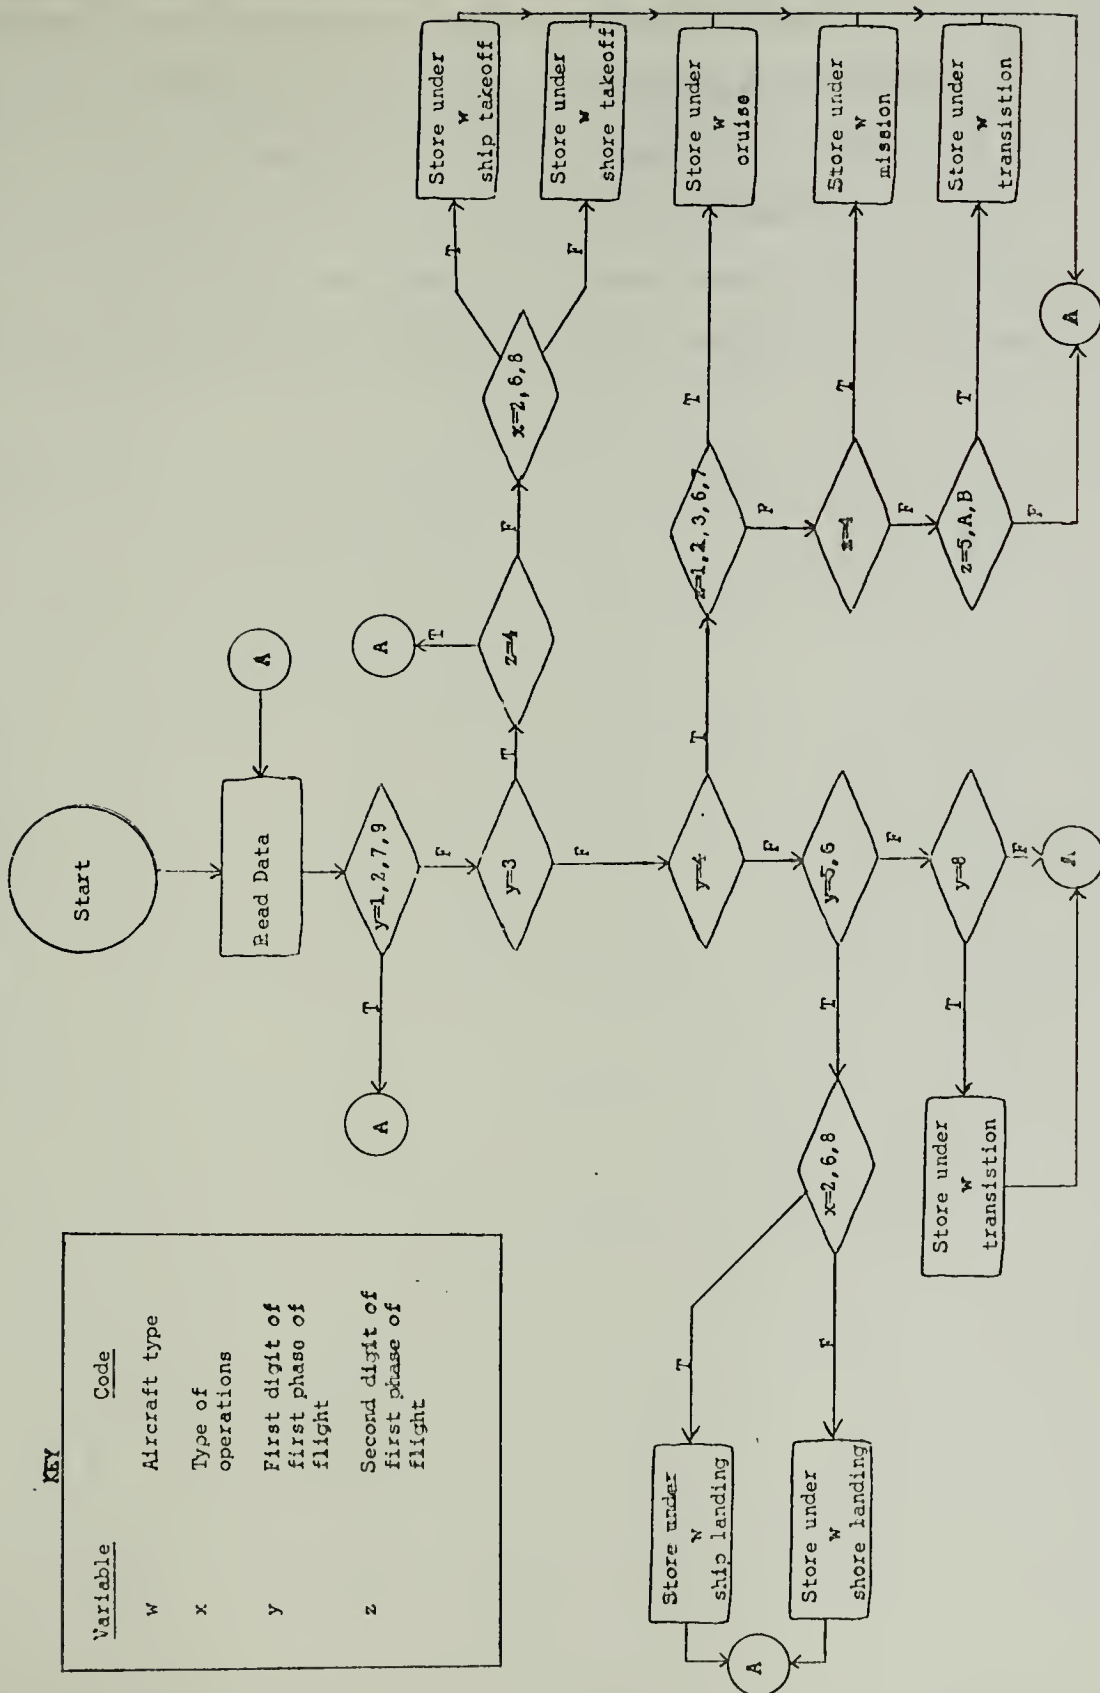 Start
Read Data
A
y=1,2,7,9
T
A
F
y=3
T
z=4
T
A
F
x=2,6,8
T
Store under
w
ship takeoff
F
Store under
w
shore takeoff
F
y=4
T
z=1,2,3,6,7
T
Store under
w
cruise
F
z=4
T
Store under
w
mission
F
z=5,A,B
T
Store under
w
transistion
F
A
F
y=5,6
T
x=2,6,8
T
Store under
w
ship landing
F
Store under
w
shore landing
A
F
y=8
T
Store under
w
transistion
F
A
KEY
Variable Code
w Aircraft type
x Type of
operations
y First digit of
first phase of
flight
z Second digit of
first phase of
flight